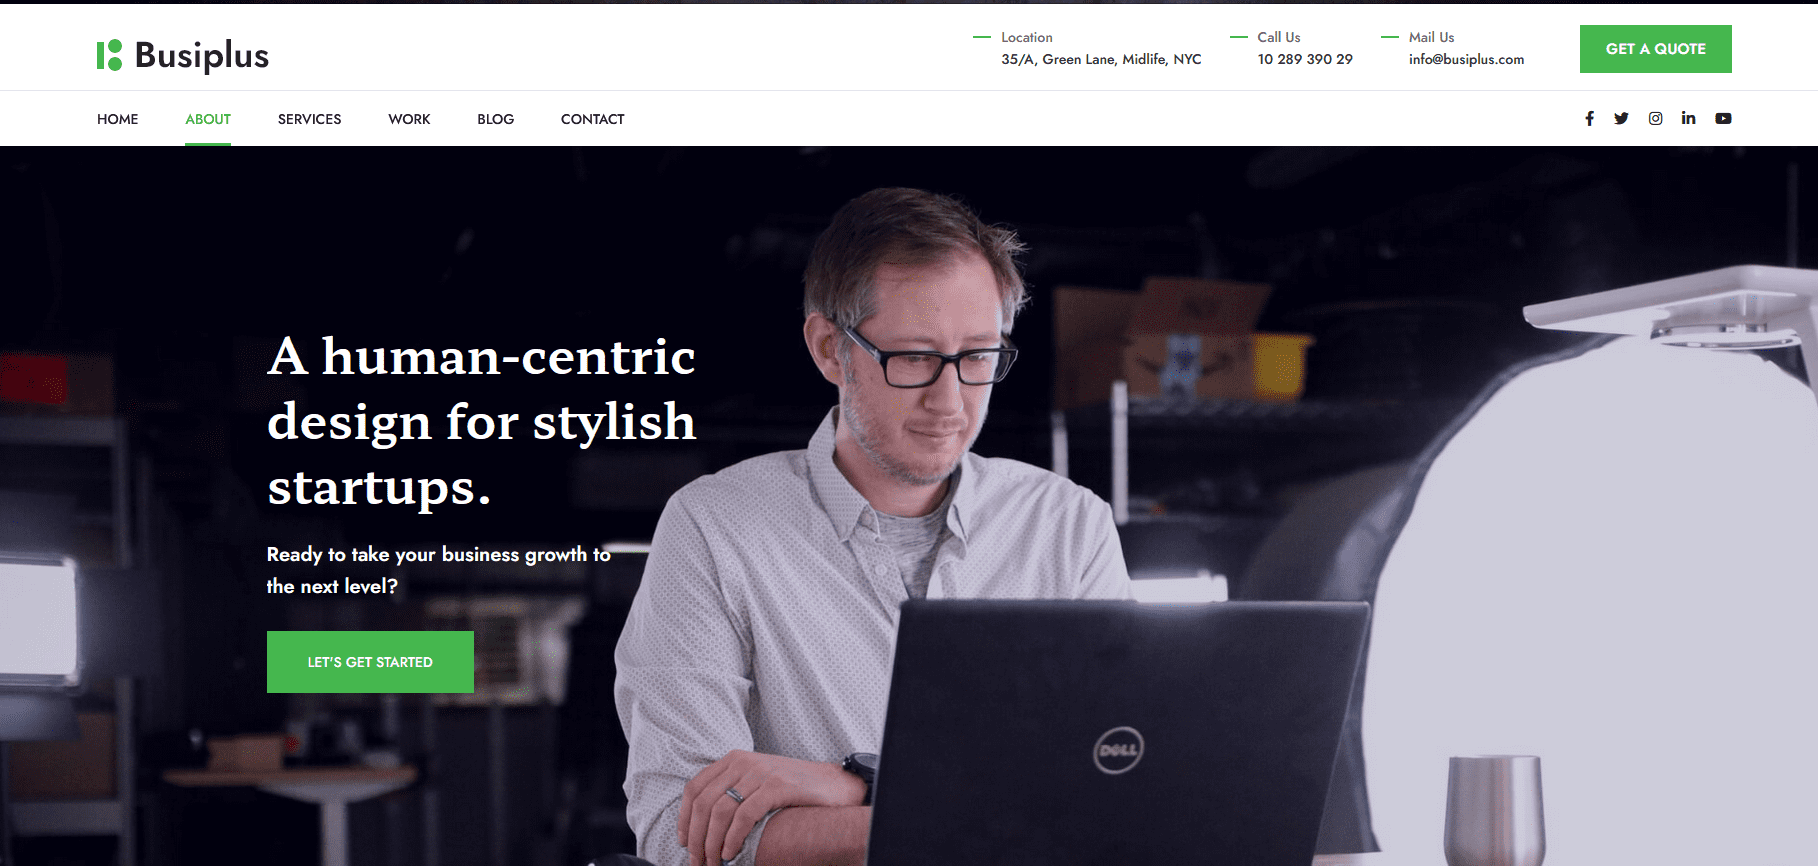 Busiplus
Location
35/A, Green Lane, Midlife, NYC
Call Us
10 289 390 29
Mail Us
info@busiplus.com
GET A QUOTE
HOME
ABOUT
SERVICES
WORK
BLOG
CONTACT
A human-centric
design for stylish
startups.
Ready to take your business growth to
the next level?
LET'S GET STARTED
DELL